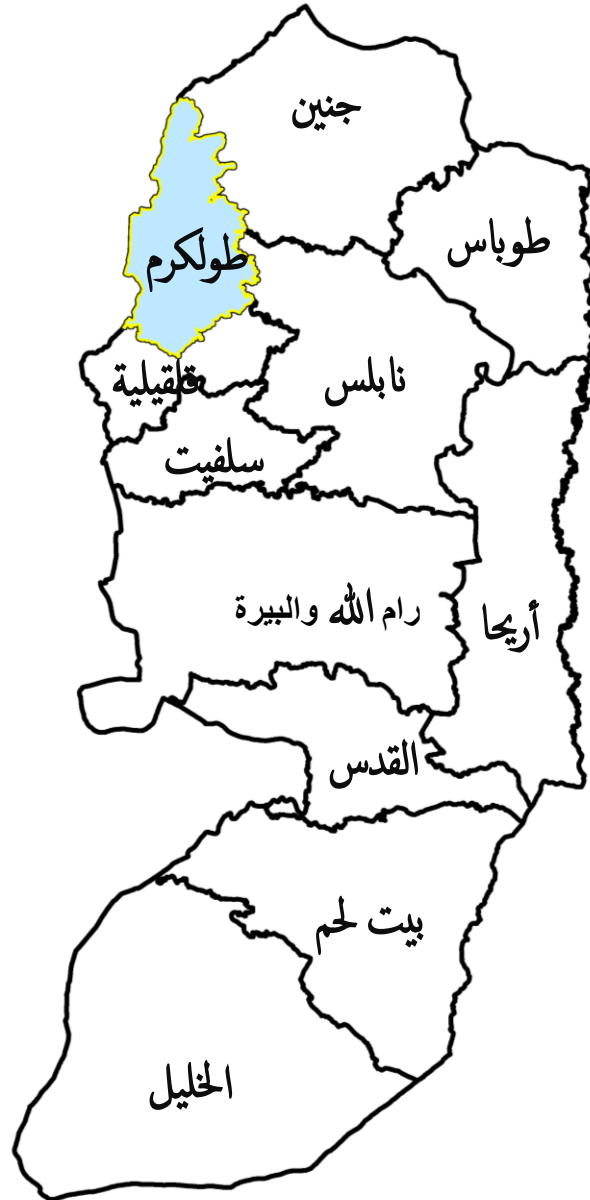 جنين
طوباس
طولكرم
نابلس
قلقيلية
سلفيت
رام الله والبيرة
أريحا
القدس
بيت لحم
الخليل